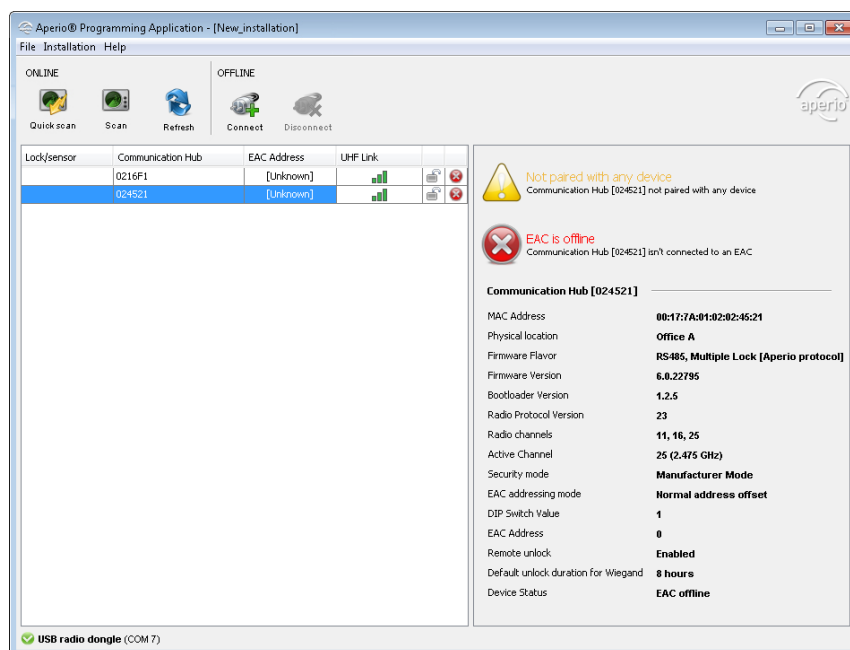 Aperio® Programming Application - [New_installation]
File Installation Help
ONLINE OFFLINE
Quick scan Scan Refresh Connect Disconnect
aperio
Lock/sensor Communication Hub EAC Address UHF Link
0216F1 [Unknown]
024521 [Unknown]
Not paired with any device
Communication Hub [024521] not paired with any device
EAC is offline
Communication Hub [024521] isn't connected to an EAC
Communication Hub [024521]
MAC Address 00:17:7A:01:02:02:45:21
Physical location Office A
Firmware Flavor RS485, Multiple Lock [Aperio protocol]
Firmware Version 6.0.22795
Bootloader Version 1.2.5
Radio Protocol Version 23
Radio channels 11, 16, 25
Active Channel 25 (2.475 GHz)
Security mode Manufacturer Mode
EAC addressing mode Normal address offset
DIP Switch Value 1
EAC Address 0
Remote unlock Enabled
Default unlock duration for Wiegand 8 hours
Device Status EAC offline
USB radio dongle (COM 7)